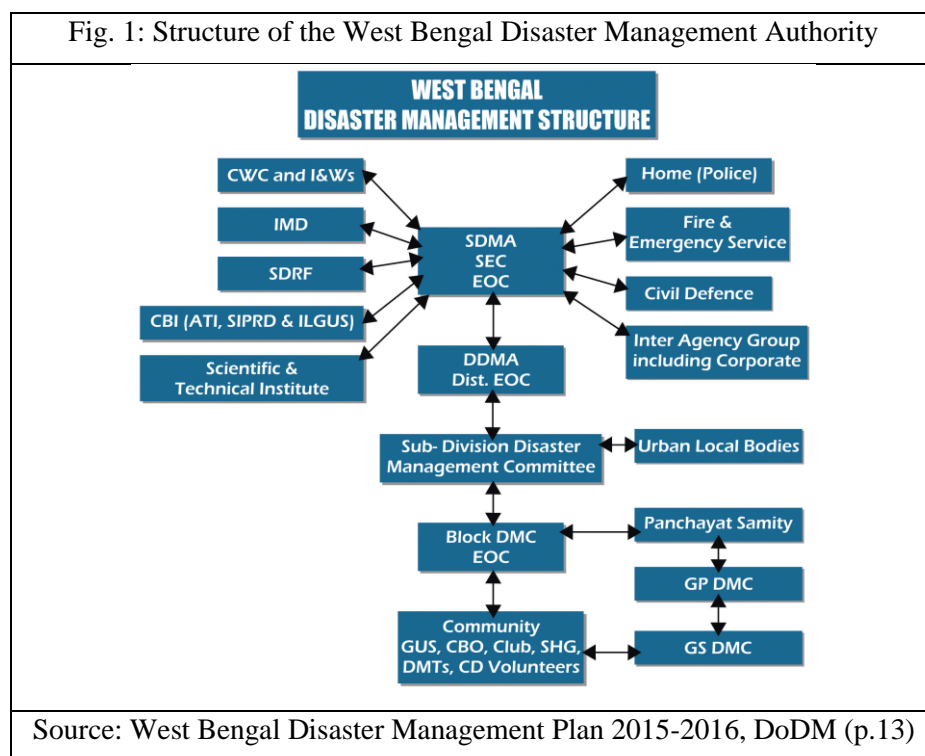 Fig. 1: Structure of the West Bengal Disaster Management Authority
WEST BENGAL
DISASTER MANAGEMENT STRUCTURE
CWC and I&Ws
IMD
SDRF
CBI (ATI, SIPRD & ILGUS)
Scientific &
Technical Institute
SDMA
SEC
EOC
Home (Police)
Fire &
Emergency Service
Civil Defence
Inter Agency Group
including Corporate
DDMA
Dist. EOC
Sub- Division Disaster
Management Committee
Urban Local Bodies
Block DMC
EOC
Panchayat Samity
GP DMC
GS DMC
Community
GUS, CBO, Club, SHG,
DMTs, CD Volunteers
Source: West Bengal Disaster Management Plan 2015-2016, DoDM (p.13)